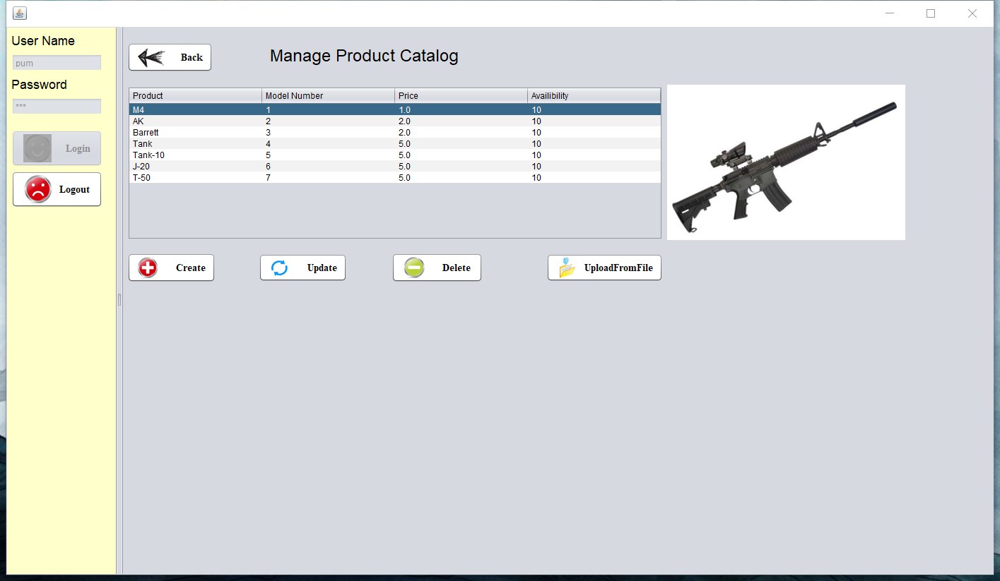 User Name
pum
Password
***
Login
Logout
Back
Manage Product Catalog
Product Model Number Price Availibility
M4 1 1.0 10
AK 2 2.0 10
Barrett 3 2.0 10
Tank 4 5.0 10
Tank-10 5 5.0 10
J-20 6 5.0 10
T-50 7 5.0 10
Create Update Delete UploadFromFile